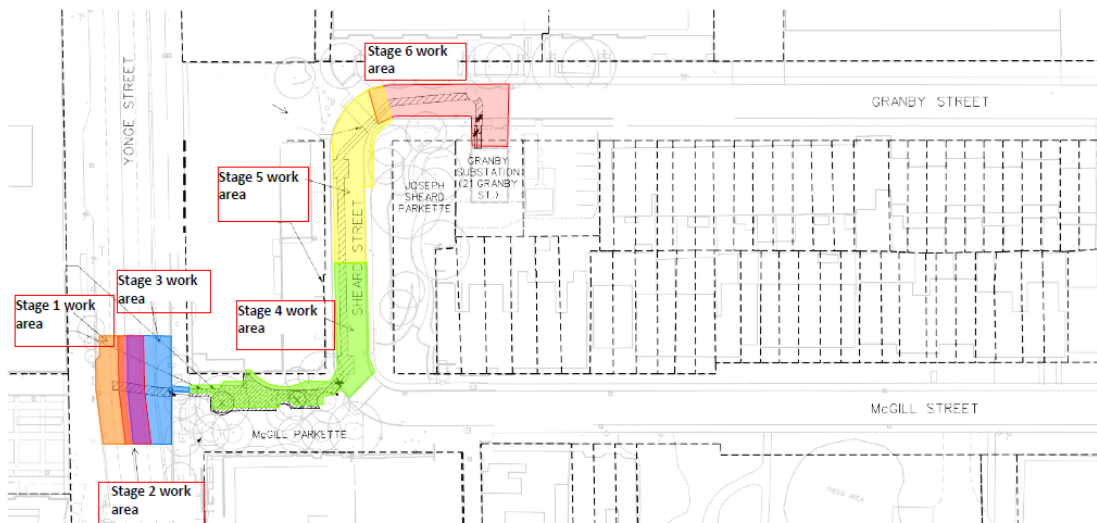 Stage 6 work
area
YONGE STREET
GRANBY STREET
GRANBY
SUBSTATION
(21 GRANBY
ST.)
Stage 5 work
area
JOSEPH
SHEARD
PARKETTE
SHEARD STREET
Stage 3 work
area
Stage 1 work
area
Stage 4 work
area
McGILL STREET
McGILL PARKETTE
Stage 2 work
area
TREED AREA